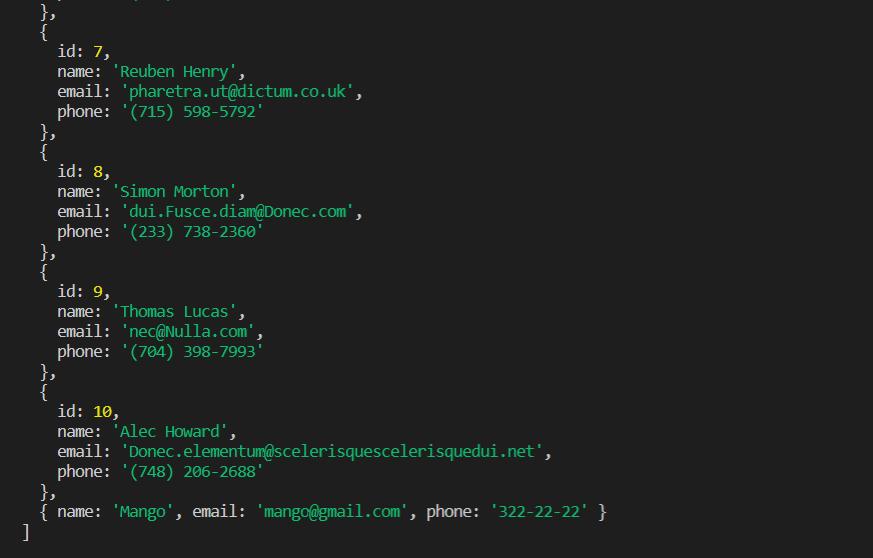 },
{
id: 7,
name: 'Reuben Henry',
email: 'pharetra.ut@dictum.co.uk',
phone: '(715) 598-5792'
},
{
id: 8,
name: 'Simon Morton',
email: 'dui.Fusce.diam@Donec.com',
phone: '(233) 738-2360'
},
{
id: 9,
name: 'Thomas Lucas',
email: 'nec@Nulla.com',
phone: '(704) 398-7993'
},
{
id: 10,
name: 'Alec Howard',
email: 'Donec.elementum@scelerisquescelerisquedui.net',
phone: '(748) 206-2688'
},
{ name: 'Mango', email: 'mango@gmail.com', phone: '322-22-22' }
]